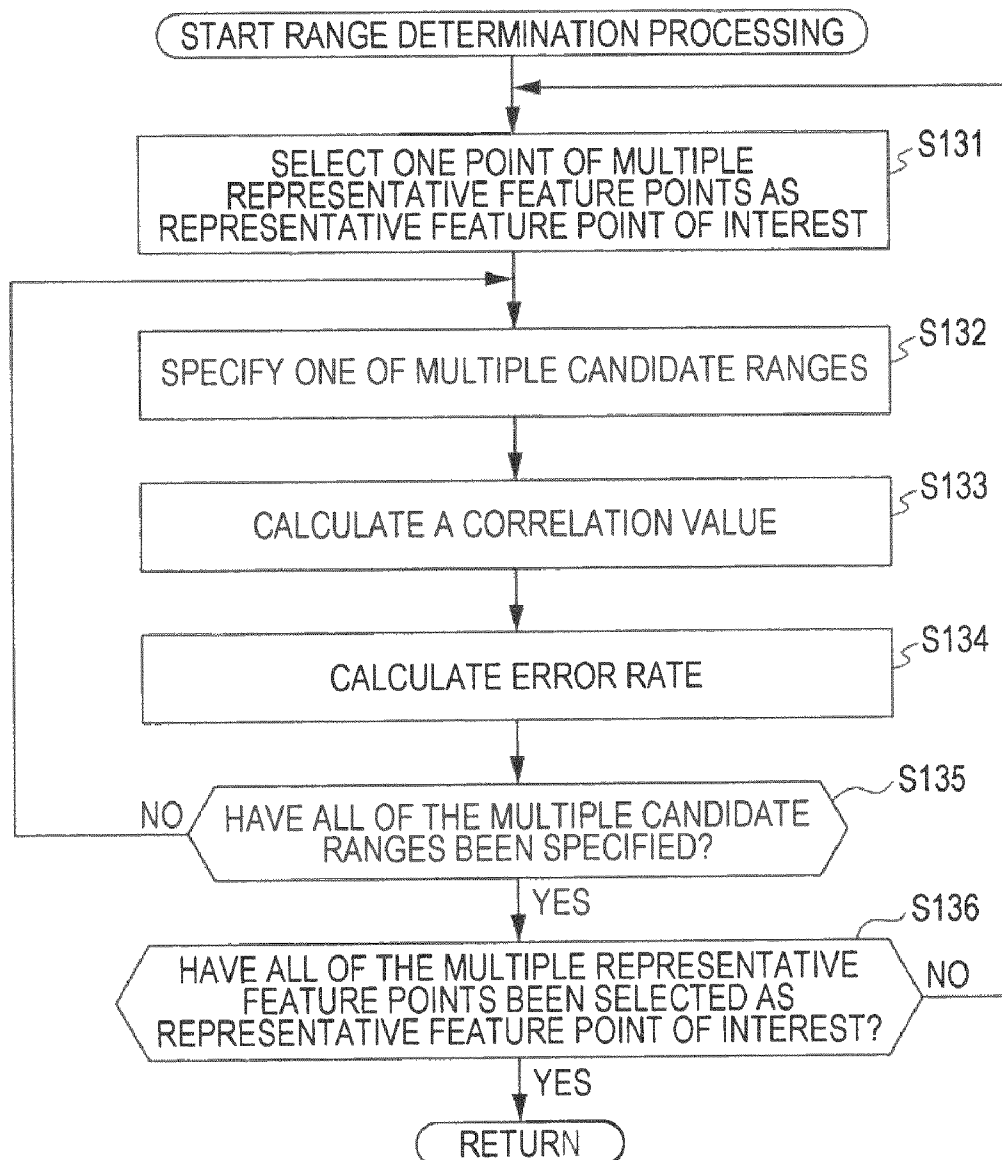 START RANGE DETERMINATION PROCESSING
S131
SELECT ONE POINT OF MULTIPLE
REPRESENTATIVE FEATURE POINTS AS
REPRESENTATIVE FEATURE POINT OF INTEREST
S132
SPECIFY ONE OF MULTIPLE CANDIDATE RANGES
S133
CALCULATE A CORRELATION VALUE
S134
CALCULATE ERROR RATE
S135
NO
HAVE ALL OF THE MULTIPLE CANDIDATE
RANGES BEEN SPECIFIED?
YES
S136
HAVE ALL OF THE MULTIPLE REPRESENTATIVE
FEATURE POINTS BEEN SELECTED AS
REPRESENTATIVE FEATURE POINT OF INTEREST?
NO
YES
RETURN